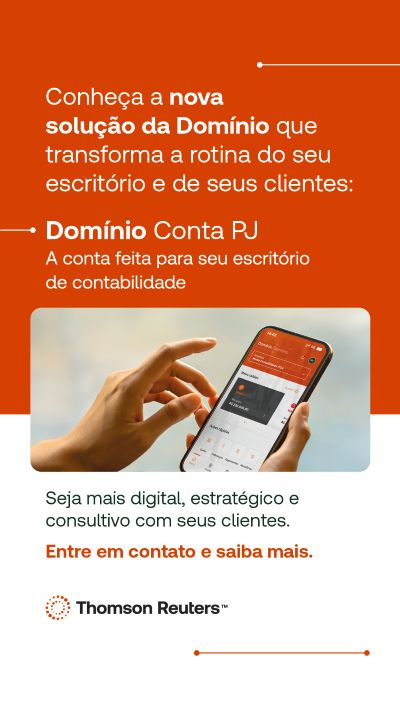 Conheça a nova
solução da Domínio que
transforma a rotina do seu
escritório e de seus clientes:
Domínio Conta PJ
A conta feita para seu escritório
de contabilidade
Seja mais digital, estratégico e
consultivo com seus clientes.
Entre em contato e saiba mais.
Thomson Reuters™